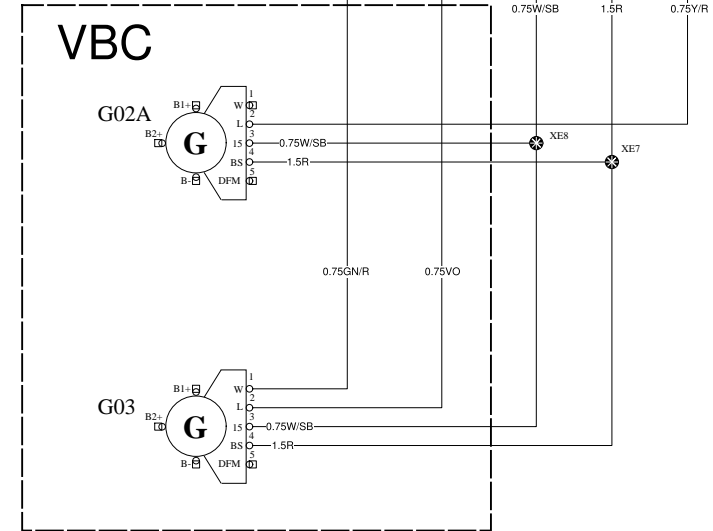 0.75W/SB 1.5R 0.75Y/R
VBC
G02A
B1+
B2+
G
B-
1
W
2
L
3
15
4
BS
5
DFM
0.75W/SB
1.5R
XE8
XE7
0.75GN/R 0.75VO
G03
B1+
B2+
G
B-
1
W
2
L
3
15
4
BS
5
DFM
0.75W/SB
1.5R